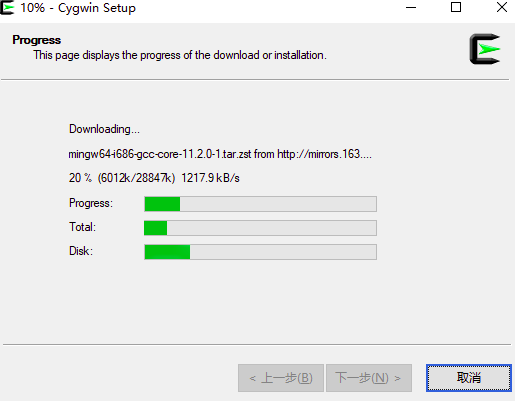 10% - Cygwin Setup
Progress
This page displays the progress of the download or installation.
Downloading...
mingw64-i686-gcc-core-11.2.0-1.tar.zst from http://mirrors.163....
20 % (6012k/28847k) 1217.9 kB/s
Progress:
Total:
Disk:
< 上一步(B) 下一步(N) > 取消